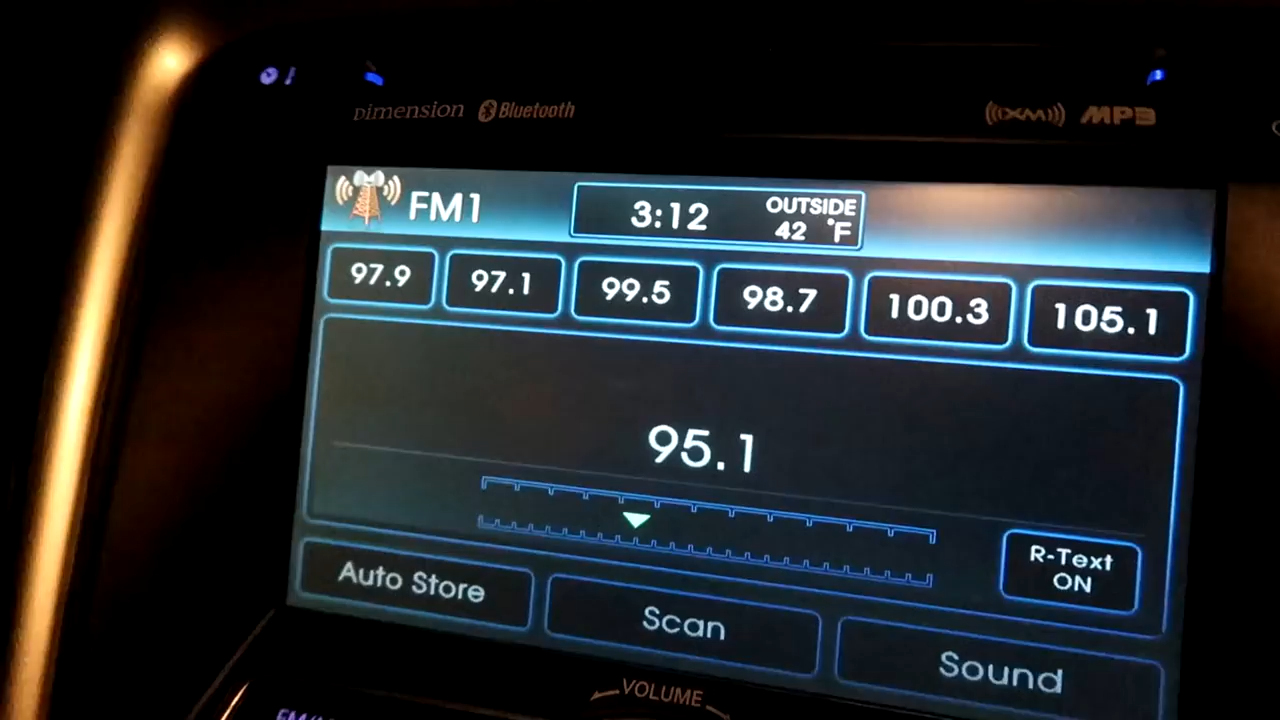 Dimension Bluetooth
XM MP3
FM1
3:12
OUTSIDE
42 °F
97.9
97.1
99.5
98.7
100.3
105.1
95.1
R-Text
ON
Auto Store
Scan
Sound
VOLUME